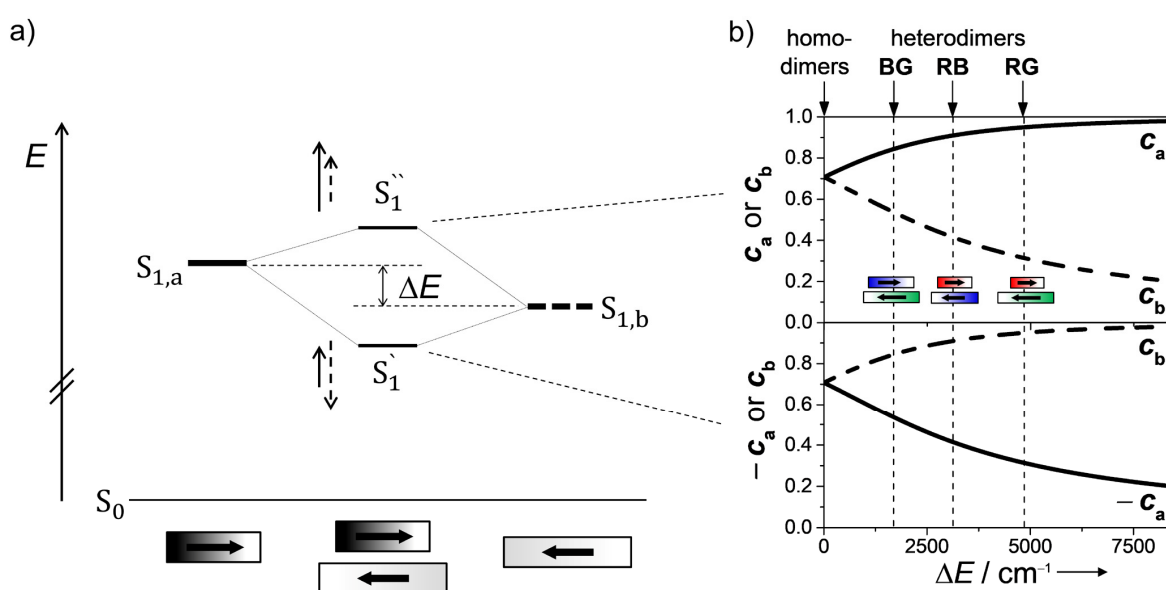 a)
E
S1,a
S1``
ΔE
S1,b
S1`
S0
b)
homo-
dimers
heterodimers
BG RB RG
ca or cb
1.0
0.8
0.6
0.4
0.2
0.0
ca
cb
– ca or cb
0.8
0.6
0.4
0.2
0.0
cb
– ca
0 2500 5000 7500
ΔE / cm–1